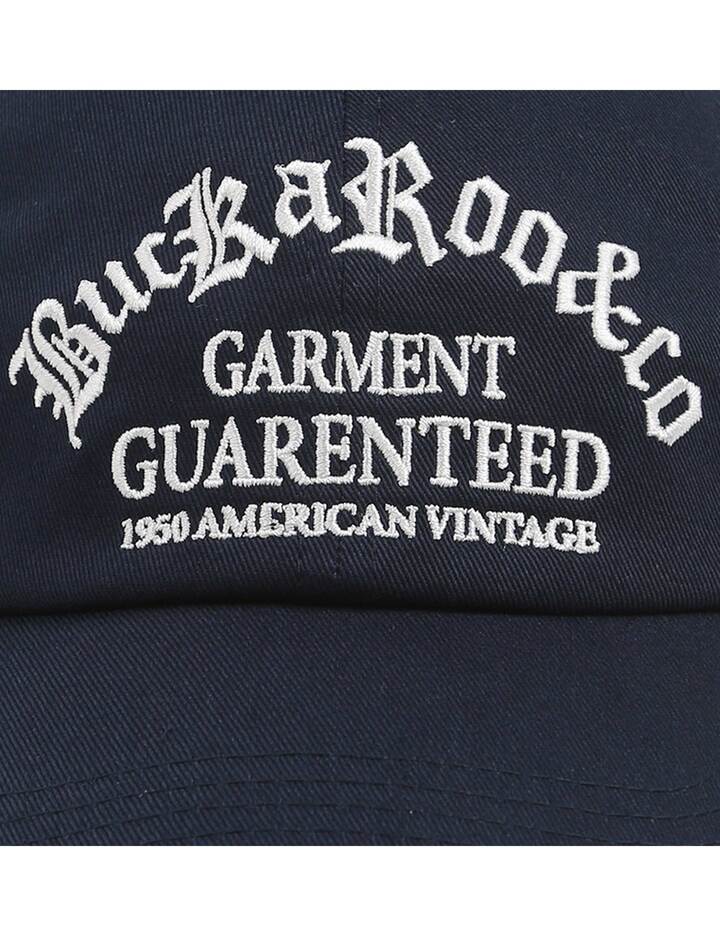 BucKaRoo&co
GARMENT
GUARENTEED
1950 AMERICAN VINTAGE